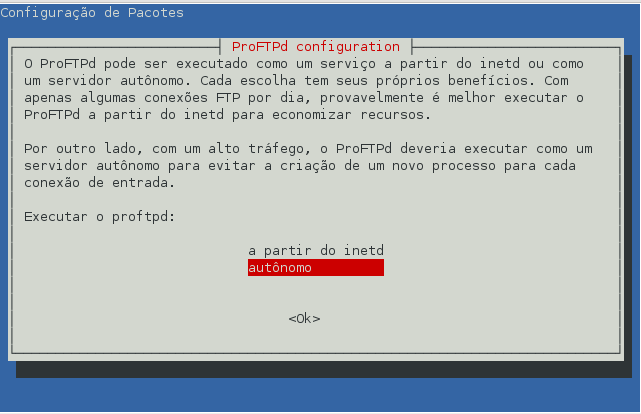 Configuração de Pacotes
ProFTPd configuration
O ProFTPd pode ser executado como um serviço a partir do inetd ou como
um servidor autônomo. Cada escolha tem seus próprios benefícios. Com
apenas algumas conexões FTP por dia, provavelmente é melhor executar o
ProFTPd a partir do inetd para economizar recursos.
Por outro lado, com um alto tráfego, o ProFTPd deveria executar como um
servidor autônomo para evitar a criação de um novo processo para cada
conexão de entrada.
Executar o proftpd:
a partir do inetd
autônomo
<Ok>